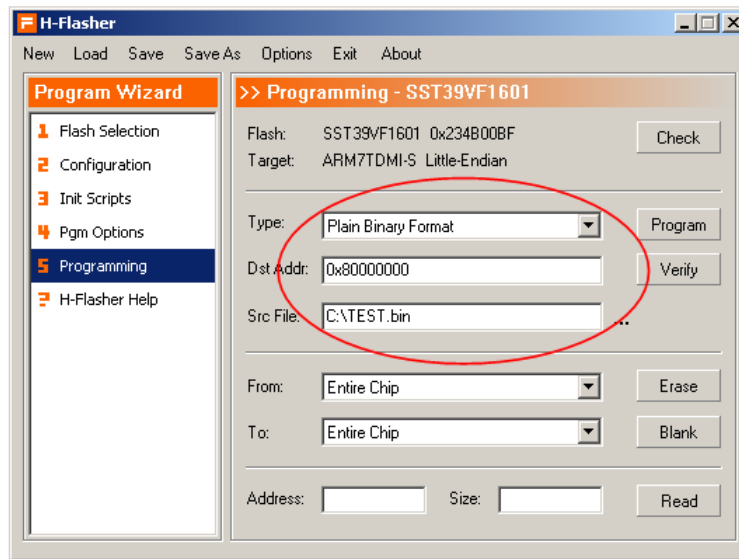 H-Flasher
New Load Save Save As Options Exit About
Program Wizard
1 Flash Selection
2 Configuration
3 Init Scripts
4 Pgm Options
5 Programming
? H-Flasher Help
>> Programming - SST39VF1601
Flash: SST39VF1601 0x234B00BF
Target: ARM7TDMI-S Little-Endian
Check
Type: Plain Binary Format Program
Dst Addr: 0x80000000 Verify
Src File: C:\TEST.bin ...
From: Entire Chip Erase
To: Entire Chip Blank
Address: Size: Read